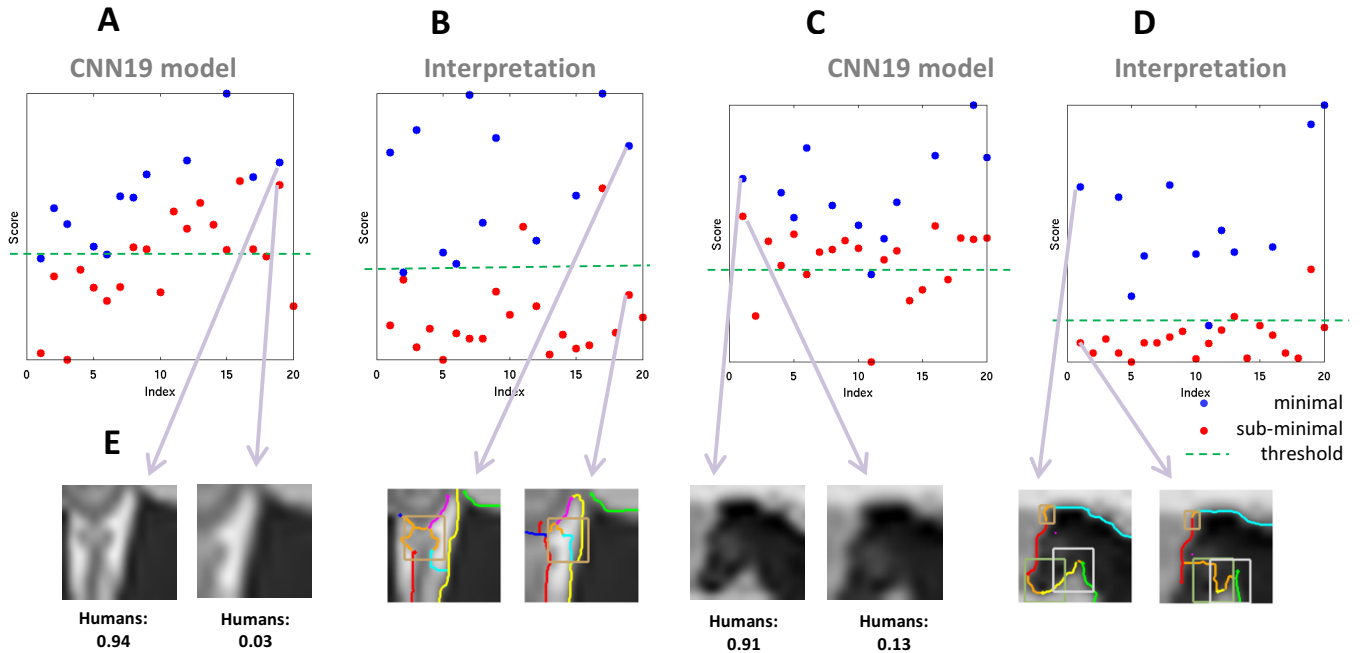 A
B
C
D
CNN19 model
Interpretation
CNN19 model
Interpretation
Score
0
5
10
15
20
Index
Score
0
5
10
15
20
Index
Score
0
5
10
15
20
Index
Score
0
5
10
15
20
Index
minimal
sub-minimal
threshold
E
Humans:
0.94
Humans:
0.03
Humans:
0.91
Humans:
0.13